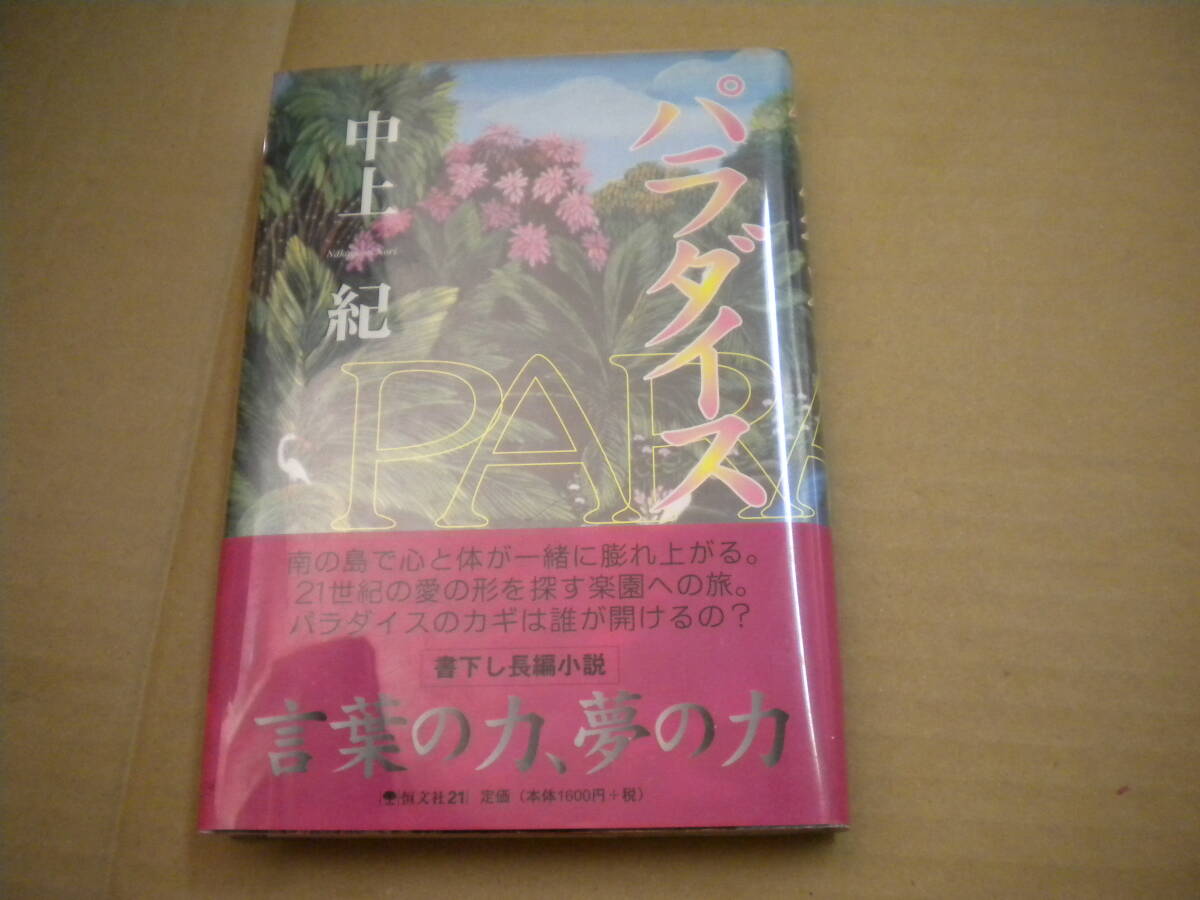 パラダイス
中上
Nakagami Nori
紀
PARA
南の島で心と体が一緒に膨れ上がる。
21世紀の愛の形を探す楽園への旅。
パラダイスのカギは誰が開けるの？
書下し長編小説
言葉の力、夢の力
恒文社21 定価（本体1600円+税）